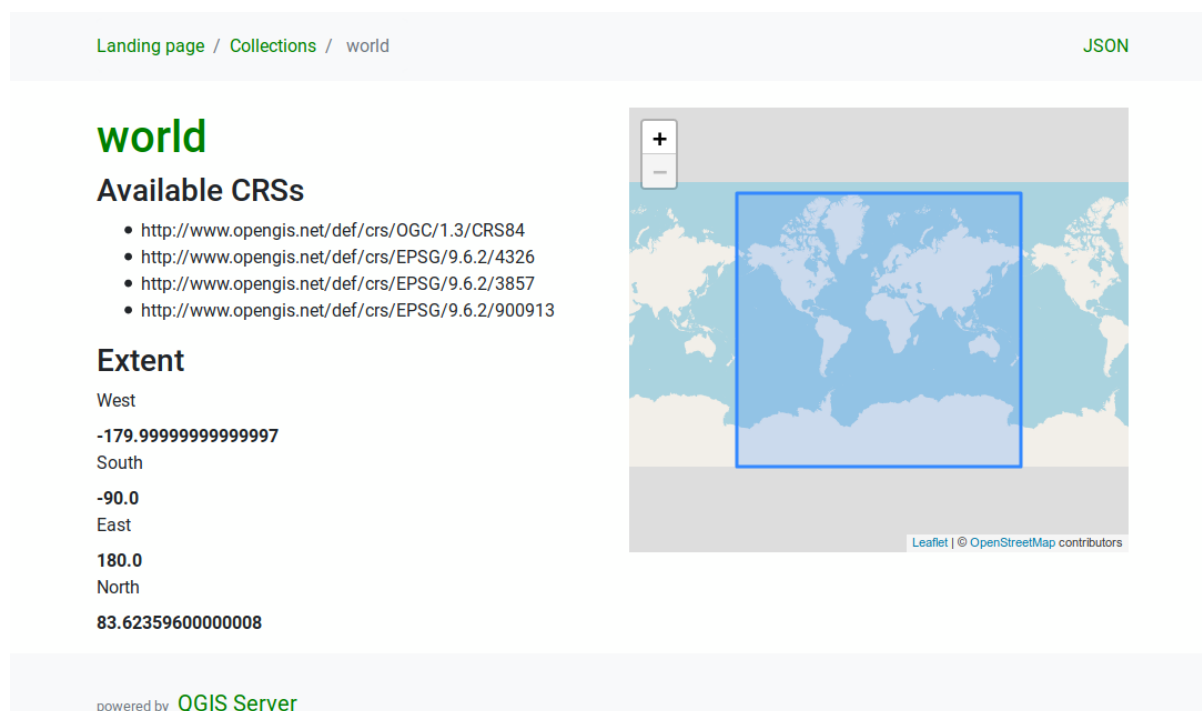 Landing page / Collections / world
JSON
world
Available CRSs
• http://www.opengis.net/def/crs/OGC/1.3/CRS84
• http://www.opengis.net/def/crs/EPSG/9.6.2/4326
• http://www.opengis.net/def/crs/EPSG/9.6.2/3857
• http://www.opengis.net/def/crs/EPSG/9.6.2/900913
Extent
West
-179.99999999999997
South
-90.0
East
180.0
North
83.62359600000008
+
−
Leaflet | © OpenStreetMap contributors
powered by QGIS Server